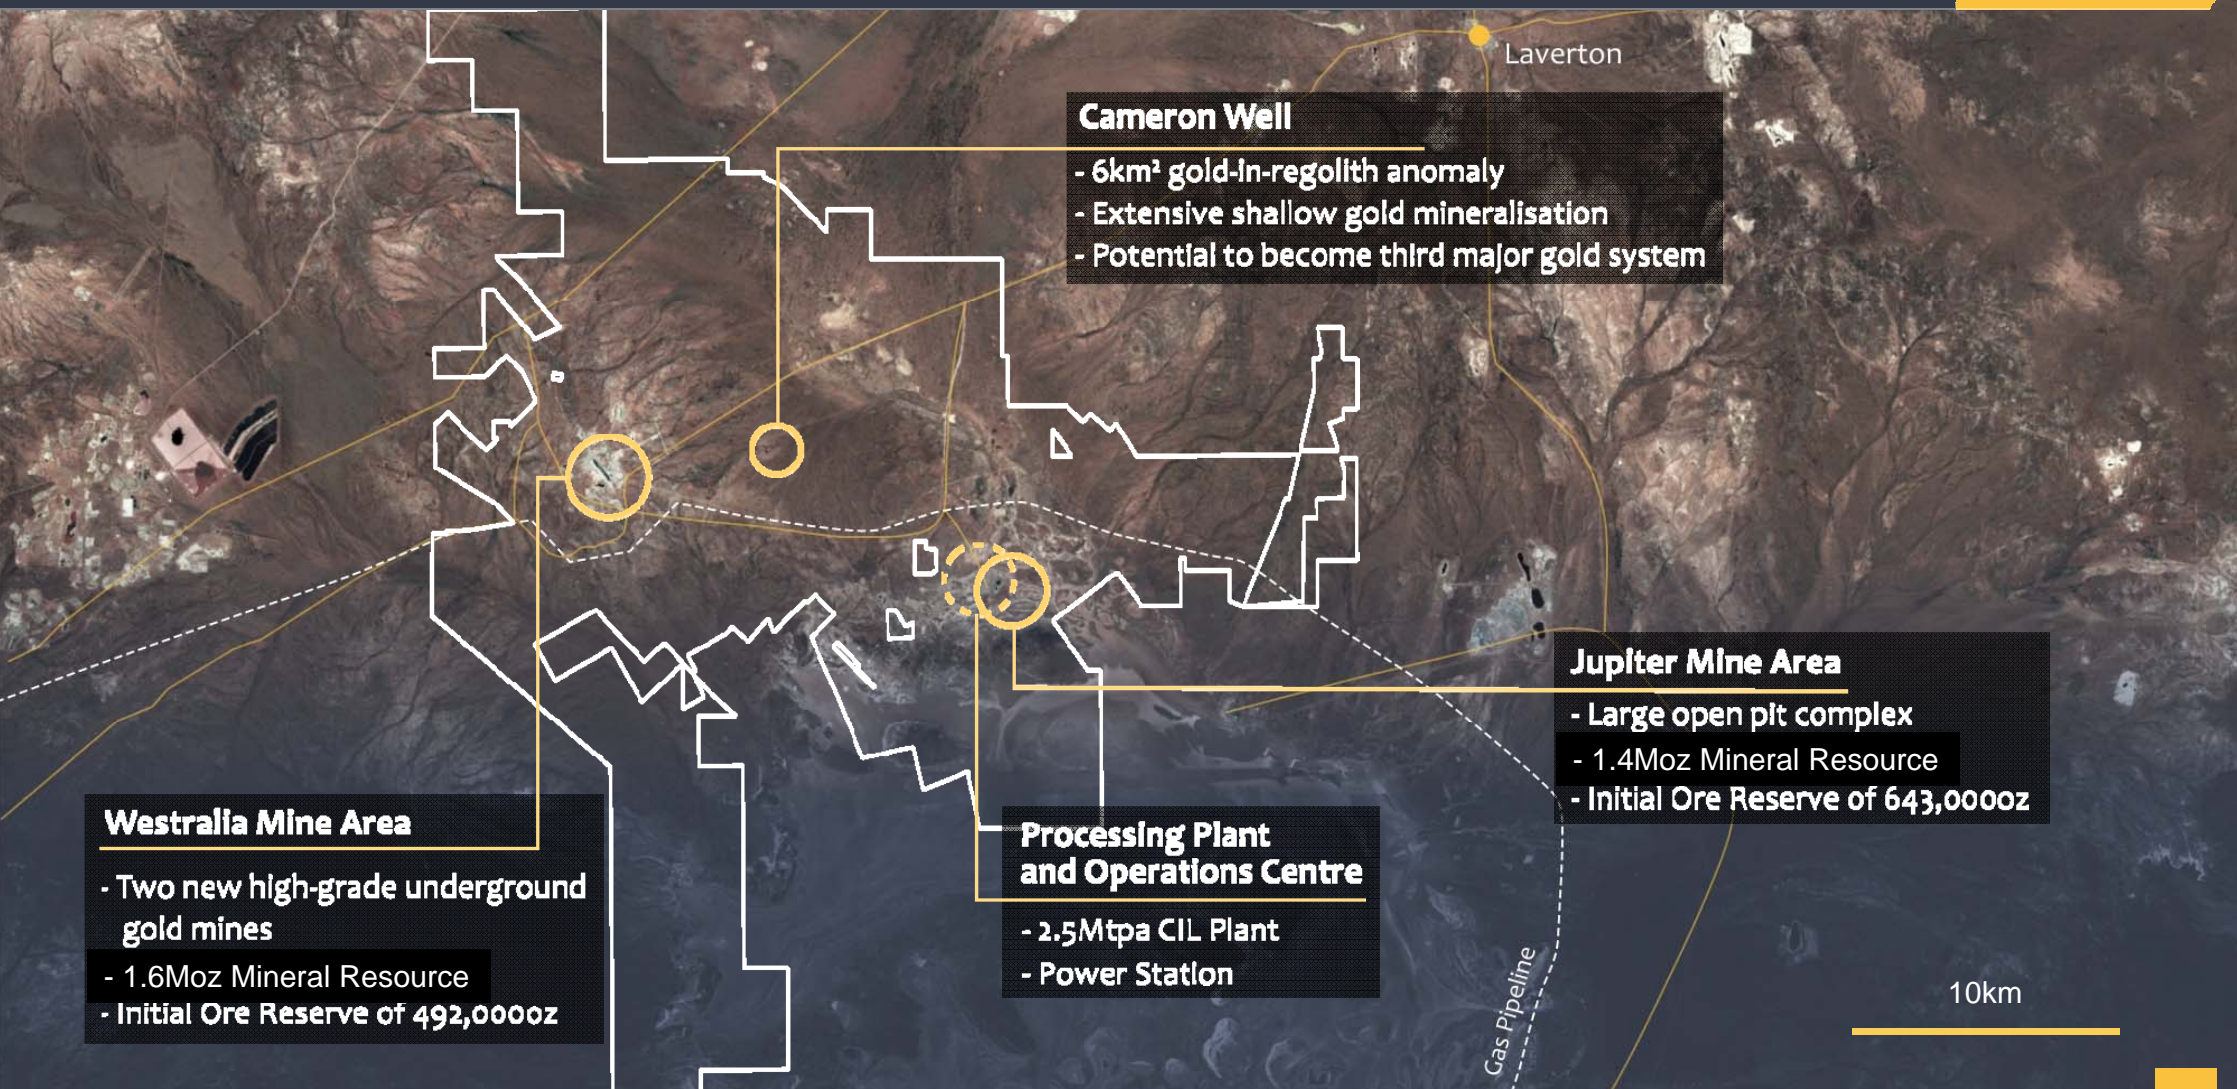 Laverton
Cameron Well
- 6km² gold-in-regolith anomaly
- Extensive shallow gold mineralisation
- Potential to become third major gold system
Jupiter Mine Area
- Large open pit complex
- 1.4Moz Mineral Resource
- Initial Ore Reserve of 643,000oz
Westralia Mine Area
- Two new high-grade underground
gold mines
- 1.6Moz Mineral Resource
- Initial Ore Reserve of 492,000oz
Processing Plant
and Operations Centre
- 2.5Mtpa CIL Plant
- Power Station
Gas Pipeline
10km